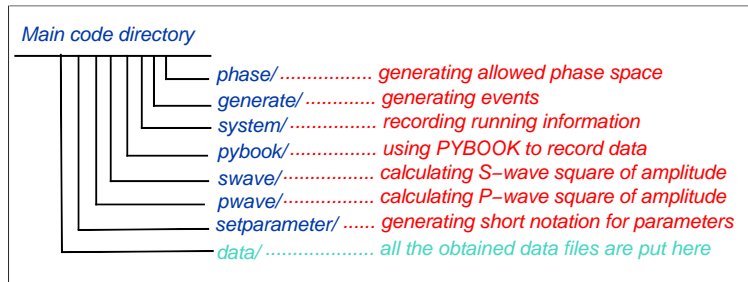 Main code directory
phase/ ................. generating allowed phase space
generate/ .............. generating events
system/ ................ recording running information
pybook/ ................ using PYBOOK to record data
swave/ ................. calculating S−wave square of amplitude
pwave/ ................. calculating P−wave square of amplitude
setparameter/ ...... generating short notation for parameters
data/ .................... all the obtained data files are put here